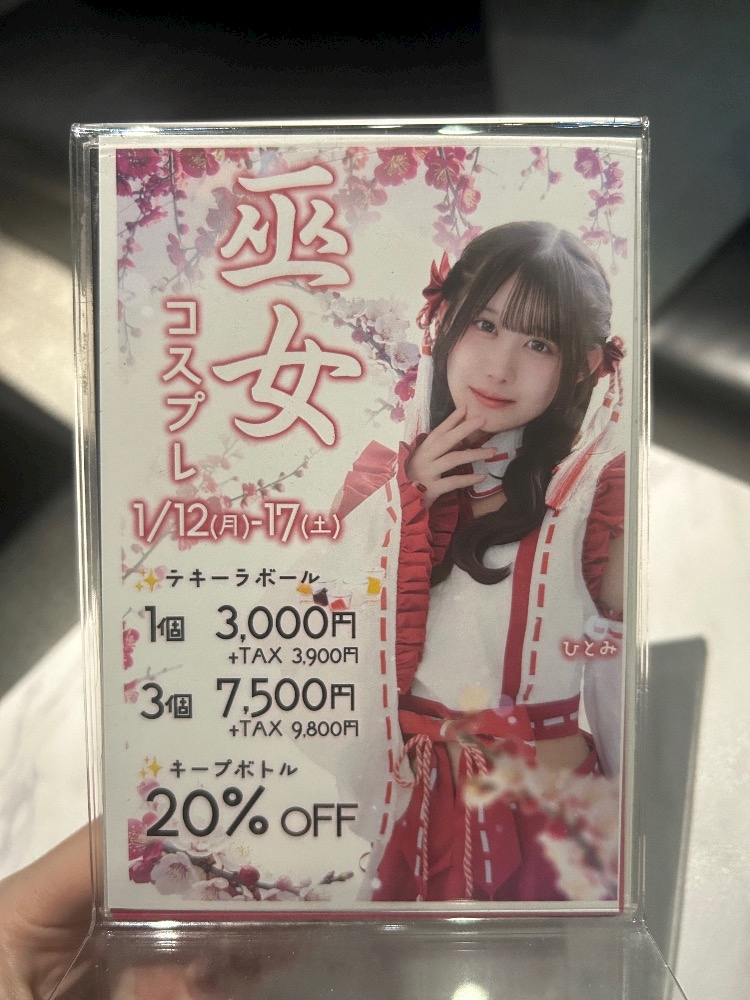 巫女
コスプレ
1/12(月)-17(土)
テキーラボール
1個 3,000円
+TAX 3,900円
3個 7,500円
+TAX 9,800円
キープボトル
20% OFF
ひとみ